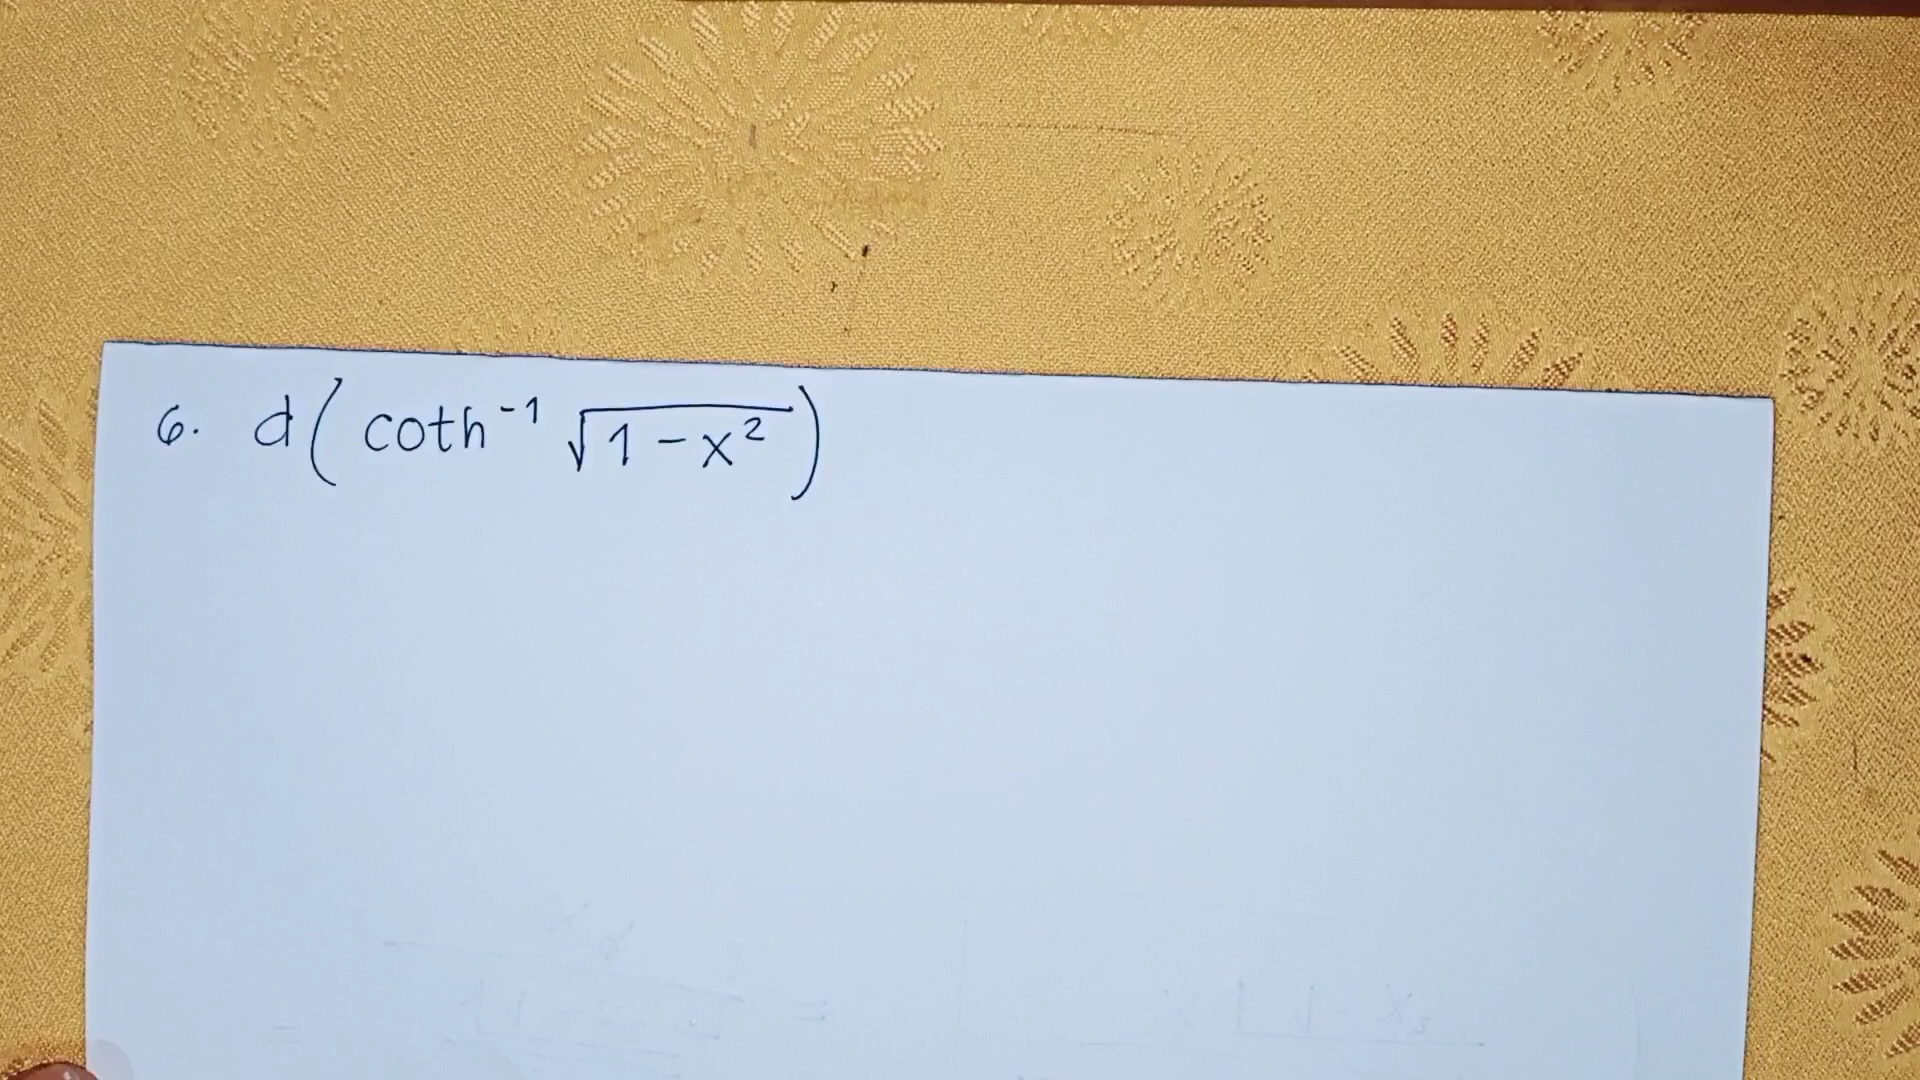 6. d(coth⁻¹ √(1-x²))